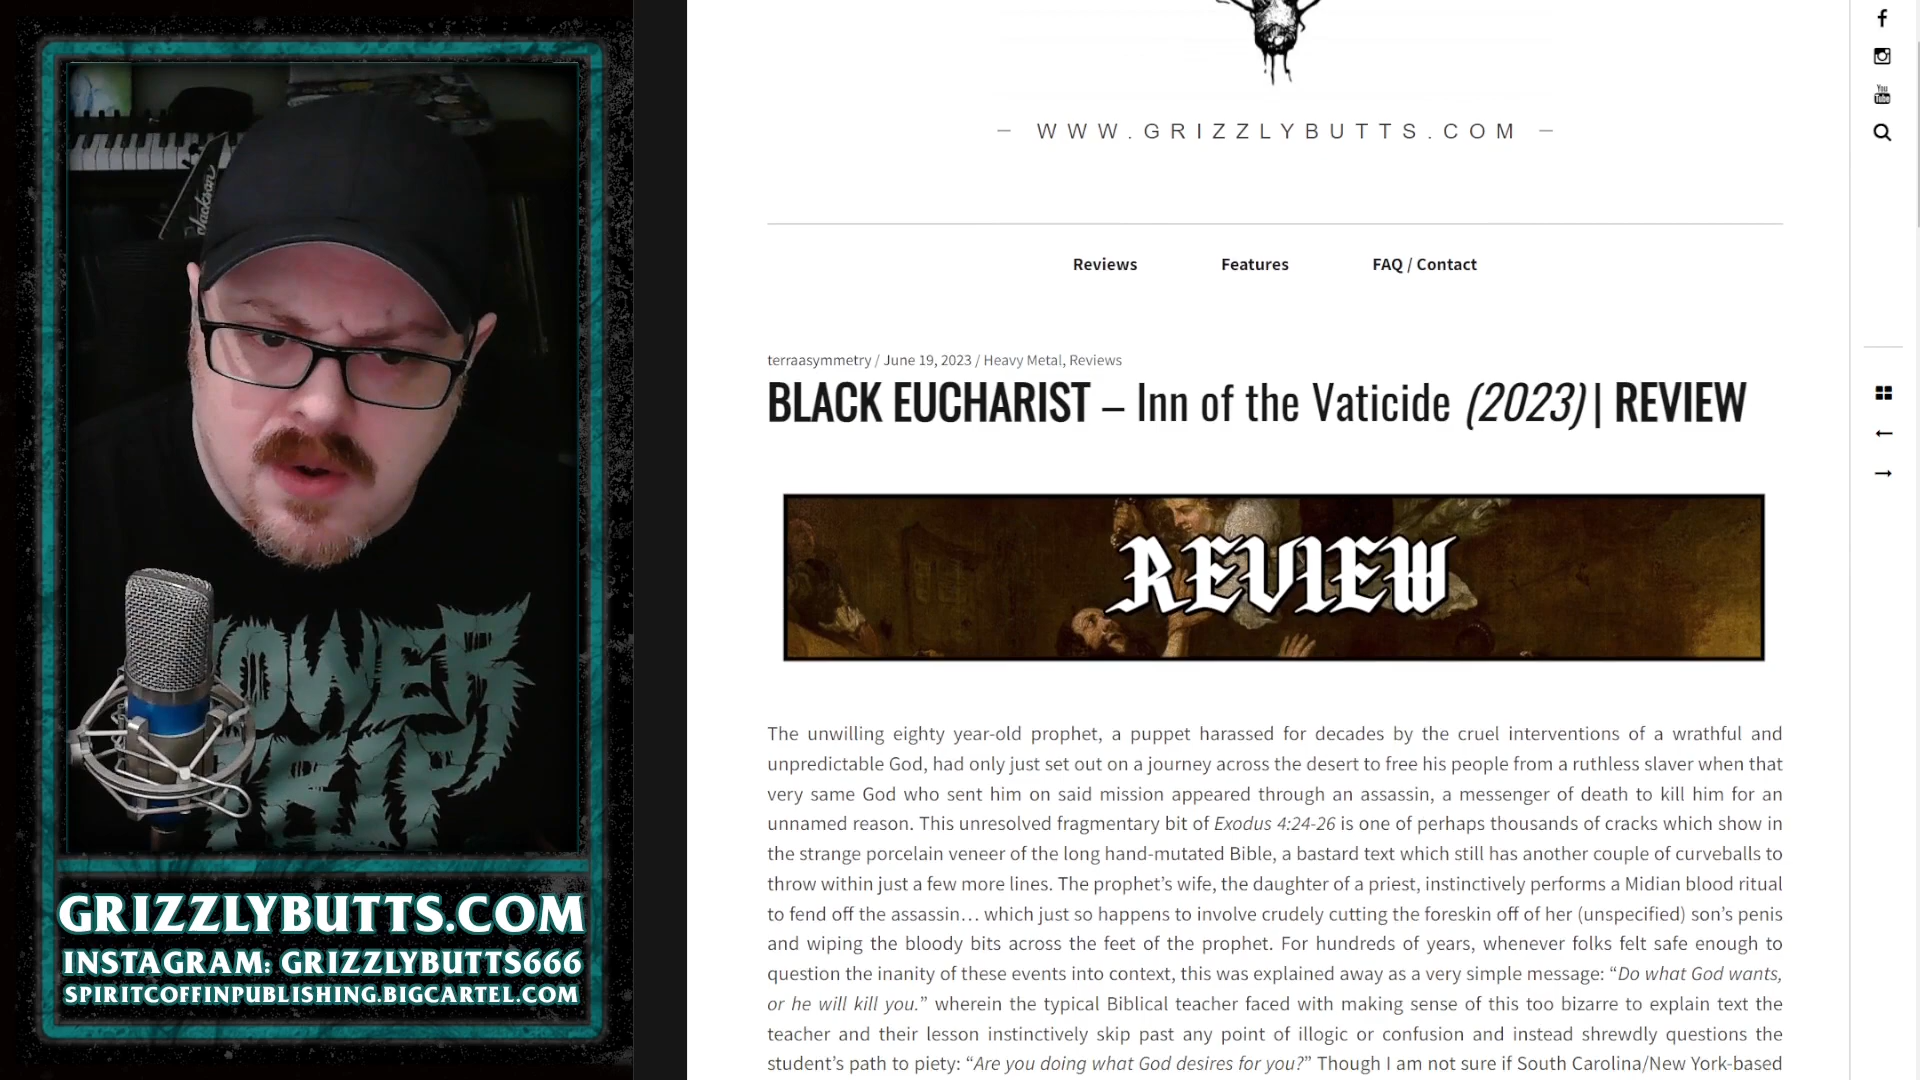 Jackson
POWER
TRIP
GRIZZLYBUTTS.COM
INSTAGRAM: GRIZZLYBUTTS666
SPIRITCOFFINPUBLISHING.BIGCARTEL.COM
– WWW.GRIZZLYBUTTS.COM –
Reviews Features FAQ / Contact
terraasymmetry / June 19, 2023 / Heavy Metal, Reviews
BLACK EUCHARIST – Inn of the Vaticide (2023) | REVIEW
REVIEW
The unwilling eighty year-old prophet, a puppet harassed for decades by the cruel interventions of a wrathful and
unpredictable God, had only just set out on a journey across the desert to free his people from a ruthless slaver when that
very same God who sent him on said mission appeared through an assassin, a messenger of death to kill him for an
unnamed reason. This unresolved fragmentary bit of Exodus 4:24-26 is one of perhaps thousands of cracks which show in
the strange porcelain veneer of the long hand-mutated Bible, a bastard text which still has another couple of curveballs to
throw within just a few more lines. The prophet’s wife, the daughter of a priest, instinctively performs a Midian blood ritual
to fend off the assassin… which just so happens to involve crudely cutting the foreskin off of her (unspecified) son’s penis
and wiping the bloody bits across the feet of the prophet. For hundreds of years, whenever folks felt safe enough to
question the inanity of these events into context, this was explained away as a very simple message: “Do what God wants,
or he will kill you.” wherein the typical Biblical teacher faced with making sense of this too bizarre to explain text the
teacher and their lesson instinctively skip past any point of illogic or confusion and instead shrewdly questions the
student’s path to piety: “Are you doing what God desires for you?” Though I am not sure if South Carolina/New York-based
You
Tube